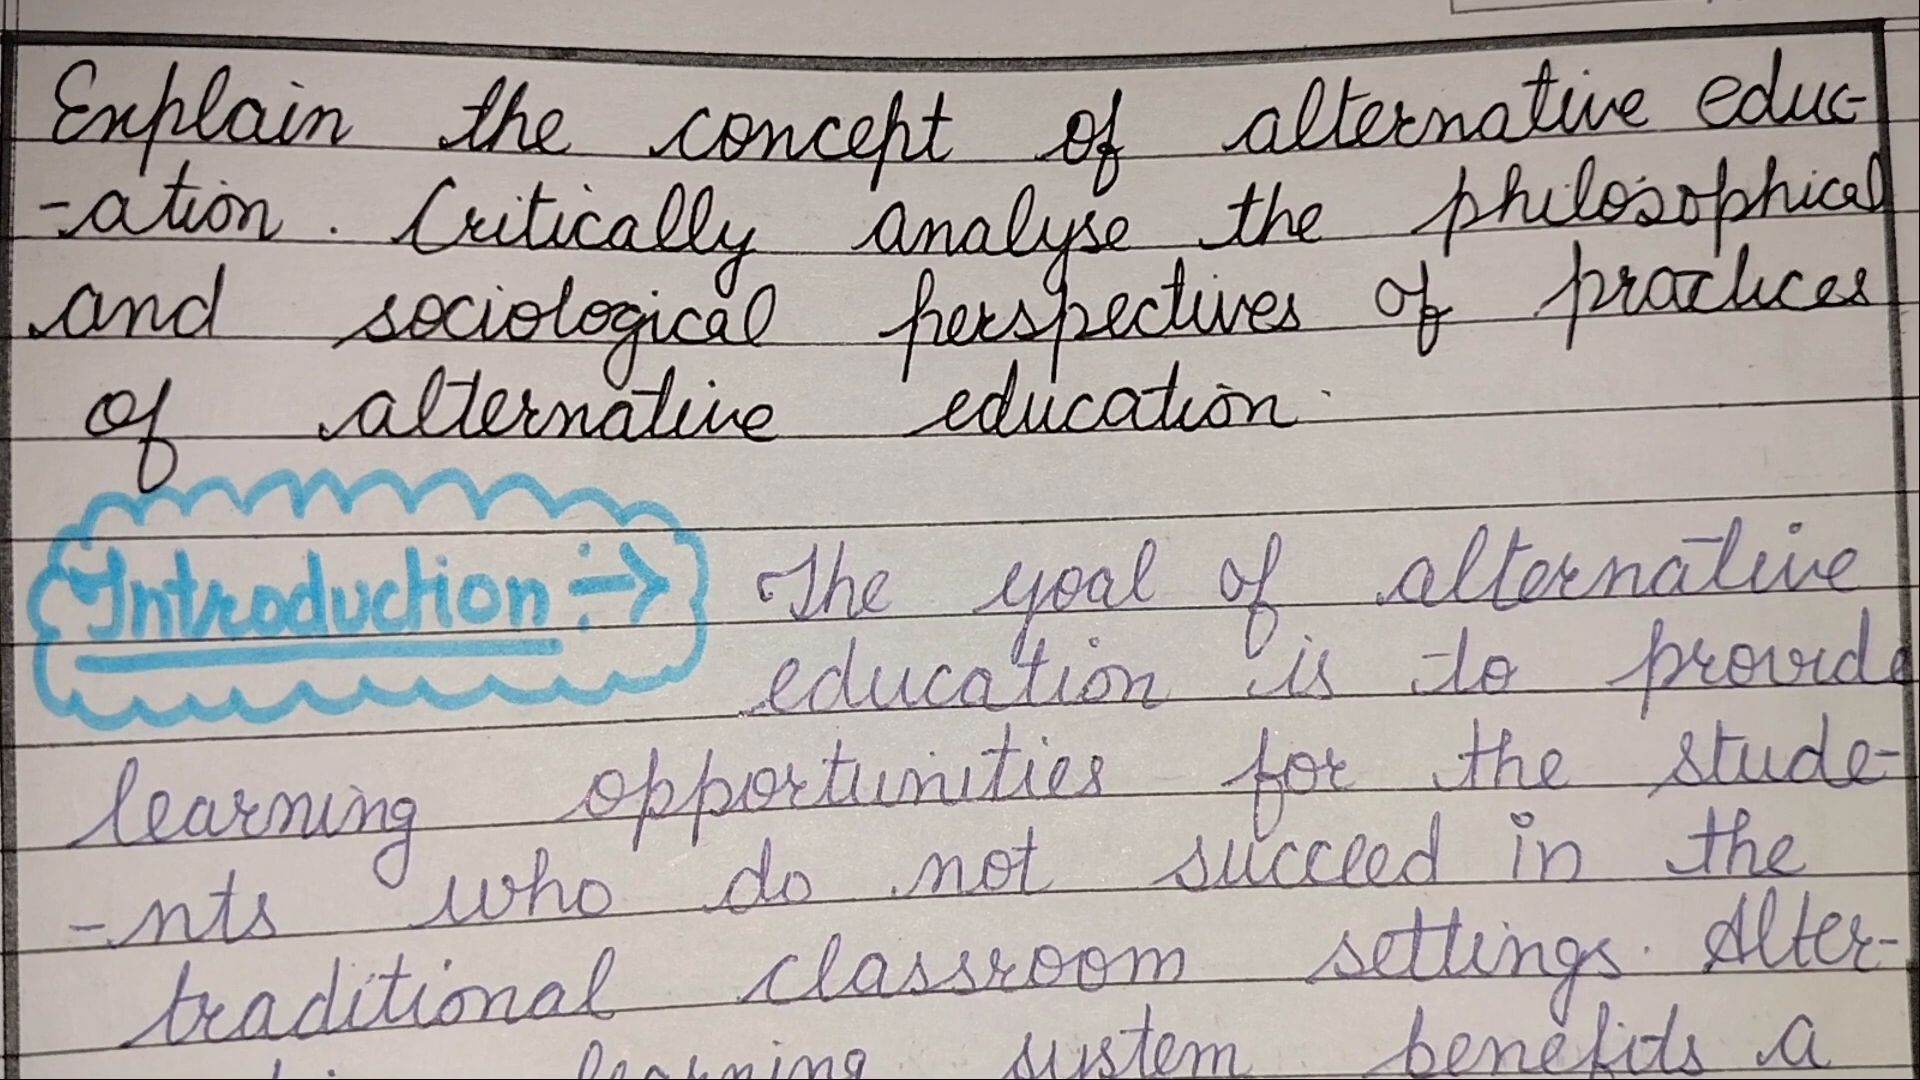 Explain the concept of alternative educ-
-ation. Critically analyse the philosophical
and sociological perspectives of practices
of alternative education.
Introduction :→ The goal of alternative
education is to provide
learning opportunities for the stude-
-nts who do not succeed in the
traditional classroom settings. Alter-
learning system benefits a